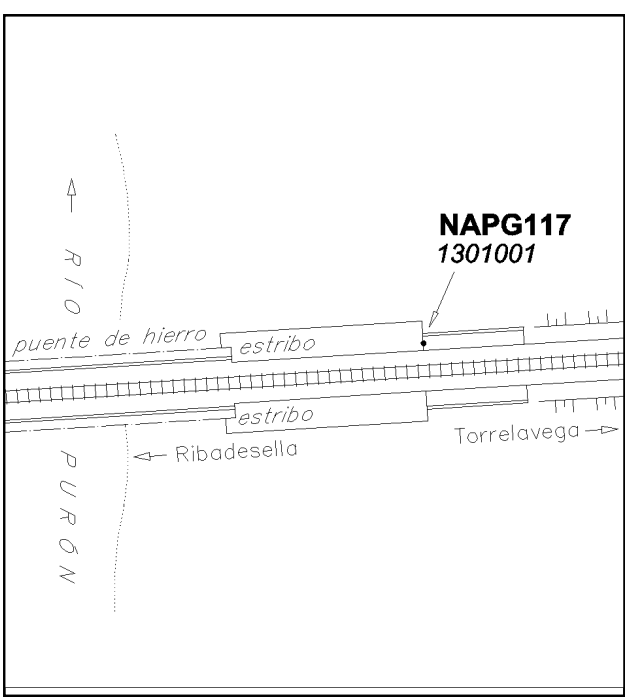 NAPG117
1301001
RÍO
puente de hierro
estribo
estribo
Ribadesella
Torrelavega
PURÓN